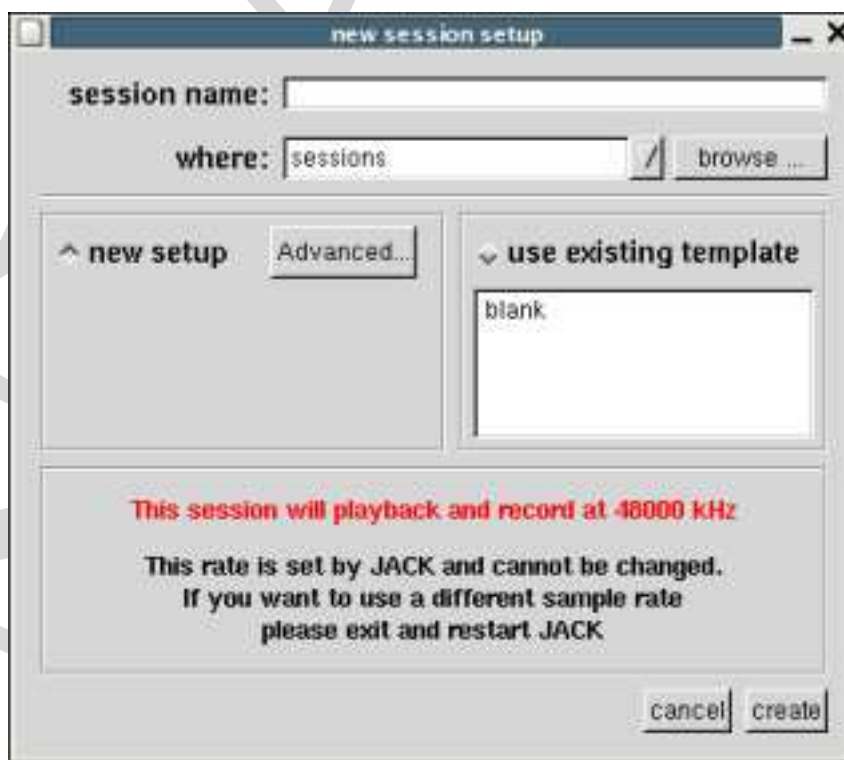 new session setup
session name:
where: sessions / browse ...
new setup Advanced...
use existing template
blank
This session will playback and record at 48000 kHz
This rate is set by JACK and cannot be changed.
If you want to use a different sample rate
please exit and restart JACK
cancel create